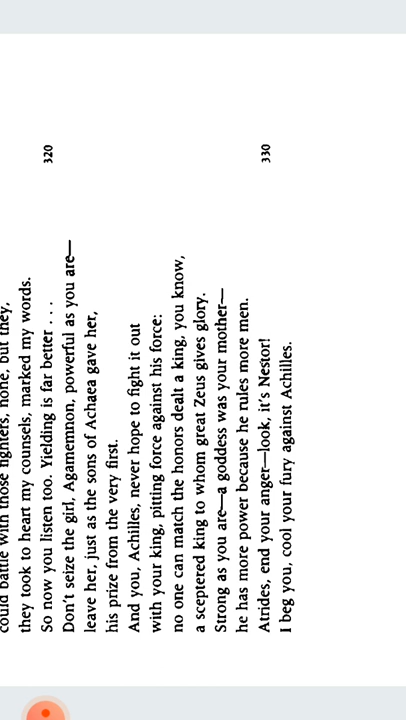 could battle with those fighters, none, but they,
they took to heart my counsels, marked my words.
So now you listen too. Yielding is far better . . . 320
Don't seize the girl, Agamemnon, powerful as you are—
leave her, just as the sons of Achaea gave her,
his prize from the very first.
And you, Achilles, never hope to fight it out
with your king, pitting force against his force:
no one can match the honors dealt a king, you know,
a sceptered king to whom great Zeus gives glory.
Strong as you are—a goddess was your mother—
he has more power because he rules more men.
Atrides, end your anger—look, it's Nestor! 330
I beg you, cool your fury against Achilles.